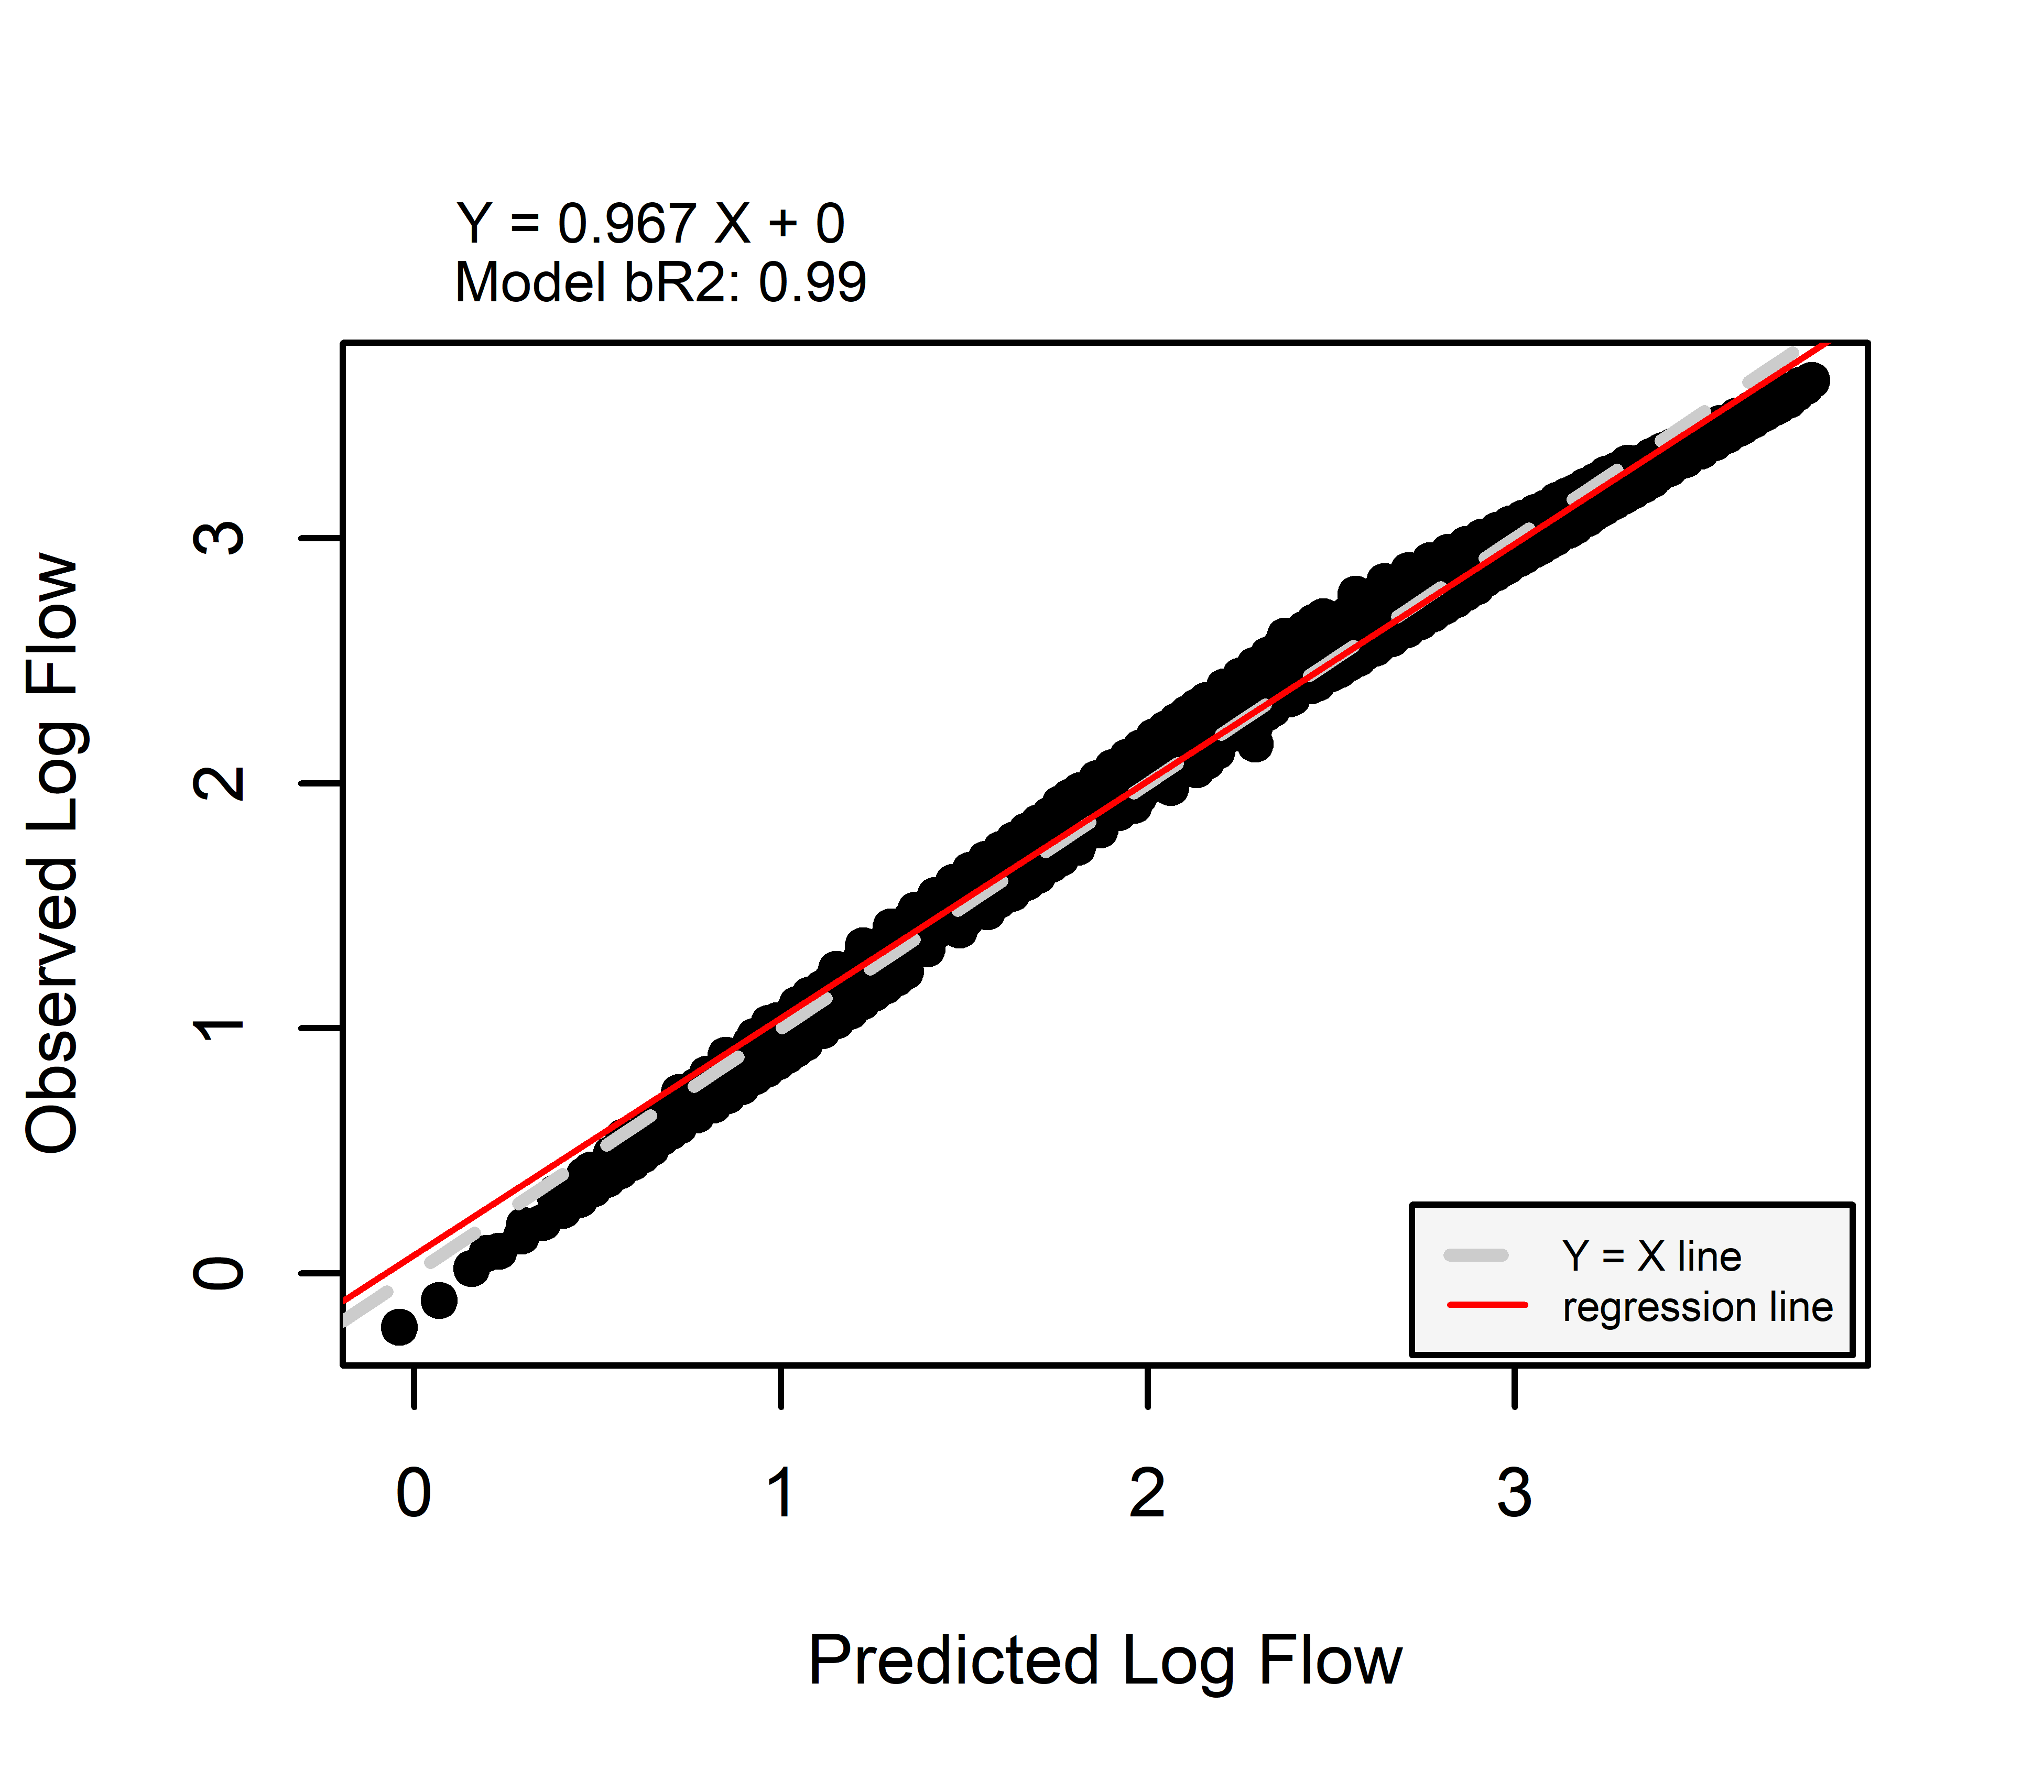 Y = 0.967 X + 0
Model bR2: 0.99
Observed Log Flow
3
2
1
0
Y = X line
regression line
0 1 2 3
Predicted Log Flow